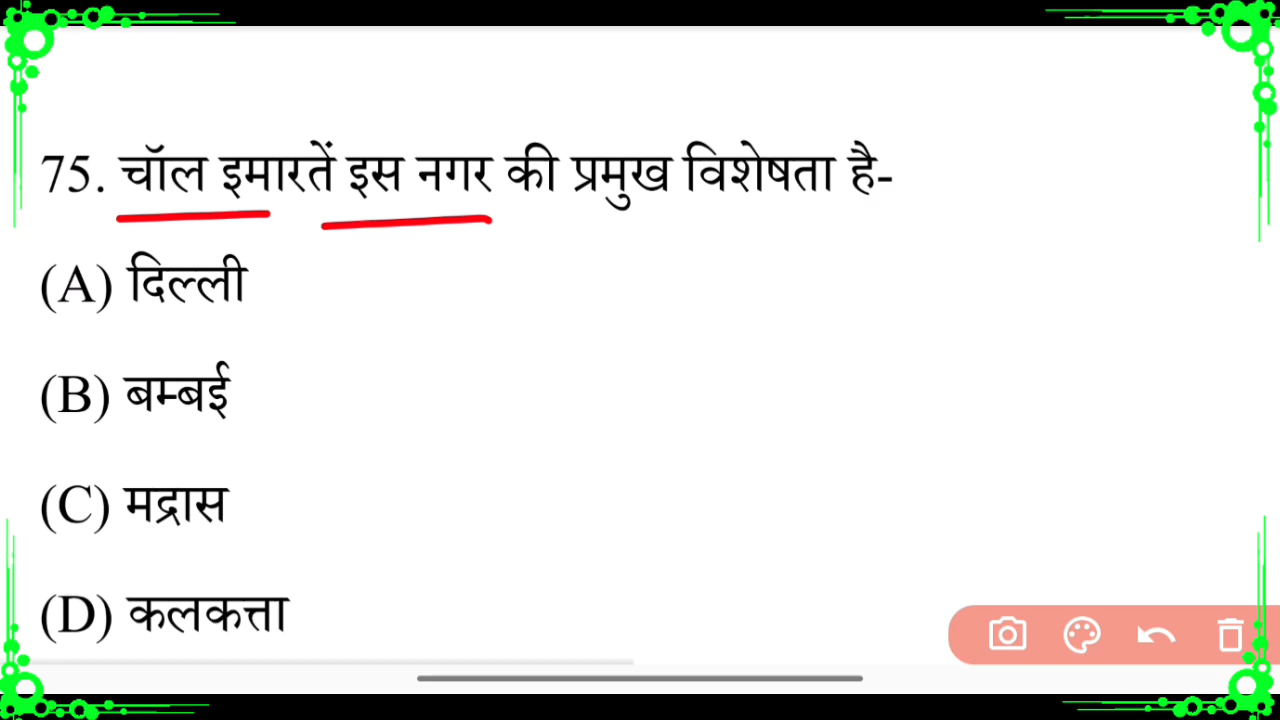 75. चॉल इमारतें इस नगर की प्रमुख विशेषता है-
(A) दिल्ली
(B) बम्बई
(C) मद्रास
(D) कलकत्ता